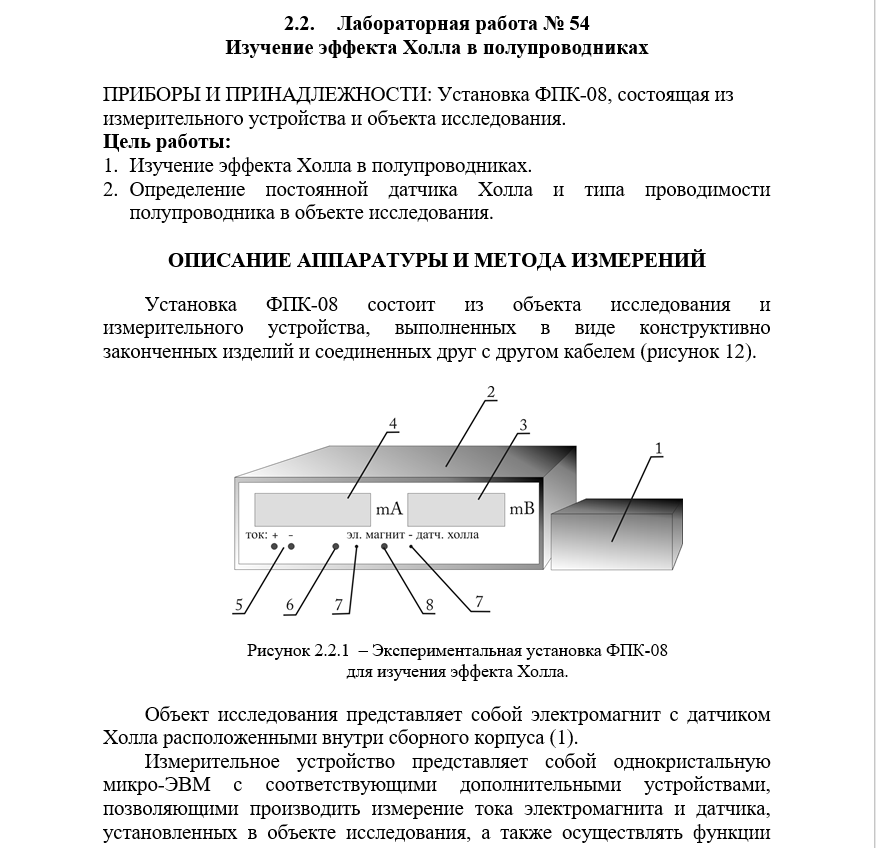 2.2. Лабораторная работа № 54
Изучение эффекта Холла в полупроводниках
ПРИБОРЫ И ПРИНАДЛЕЖНОСТИ: Установка ФПК-08, состоящая из
измерительного устройства и объекта исследования.
Цель работы:
1. Изучение эффекта Холла в полупроводниках.
2. Определение постоянной датчика Холла и типа проводимости
полупроводника в объекте исследования.
ОПИСАНИЕ АППАРАТУРЫ И МЕТОДА ИЗМЕРЕНИЙ
Установка ФПК-08 состоит из объекта исследования и
измерительного устройства, выполненных в виде конструктивно
законченных изделий и соединенных друг с другом кабелем (рисунок 12).
2
4 3
1
mA mB
ток: + - эл. магнит - датч. холла
5 6 7 8 7
Рисунок 2.2.1 – Экспериментальная установка ФПК-08
для изучения эффекта Холла.
Объект исследования представляет собой электромагнит с датчиком
Холла расположенными внутри сборного корпуса (1).
Измерительное устройство представляет собой однокристальную
микро-ЭВМ с соответствующими дополнительными устройствами,
позволяющими производить измерение тока электромагнита и датчика,
установленных в объекте исследования, а также осуществлять функции